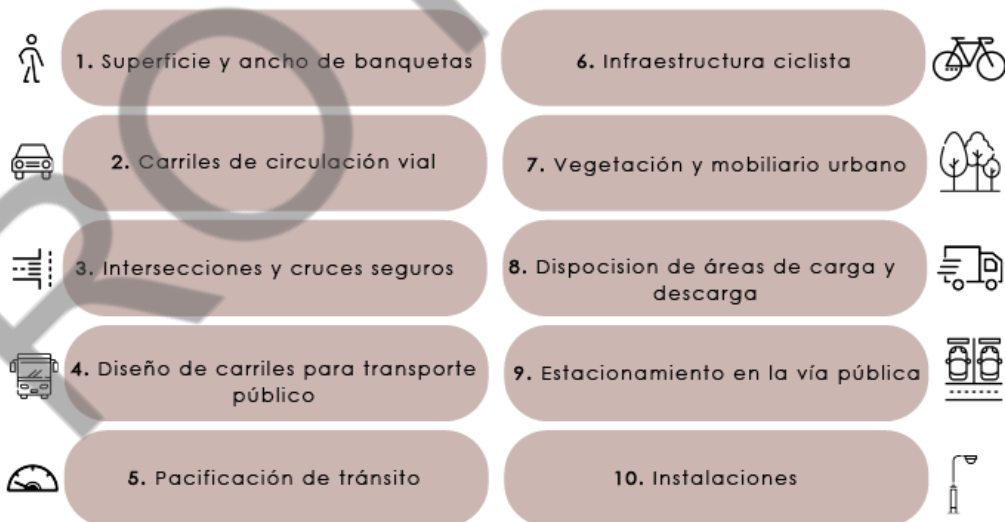 1. Superficie y ancho de banquetas
2. Carriles de circulación vial
3. Intersecciones y cruces seguros
4. Diseño de carriles para transporte
público
5. Pacificación de tránsito
6. Infraestructura ciclista
7. Vegetación y mobiliario urbano
8. Dispocision de áreas de carga y
descarga
9. Estacionamiento en la vía pública
10. Instalaciones